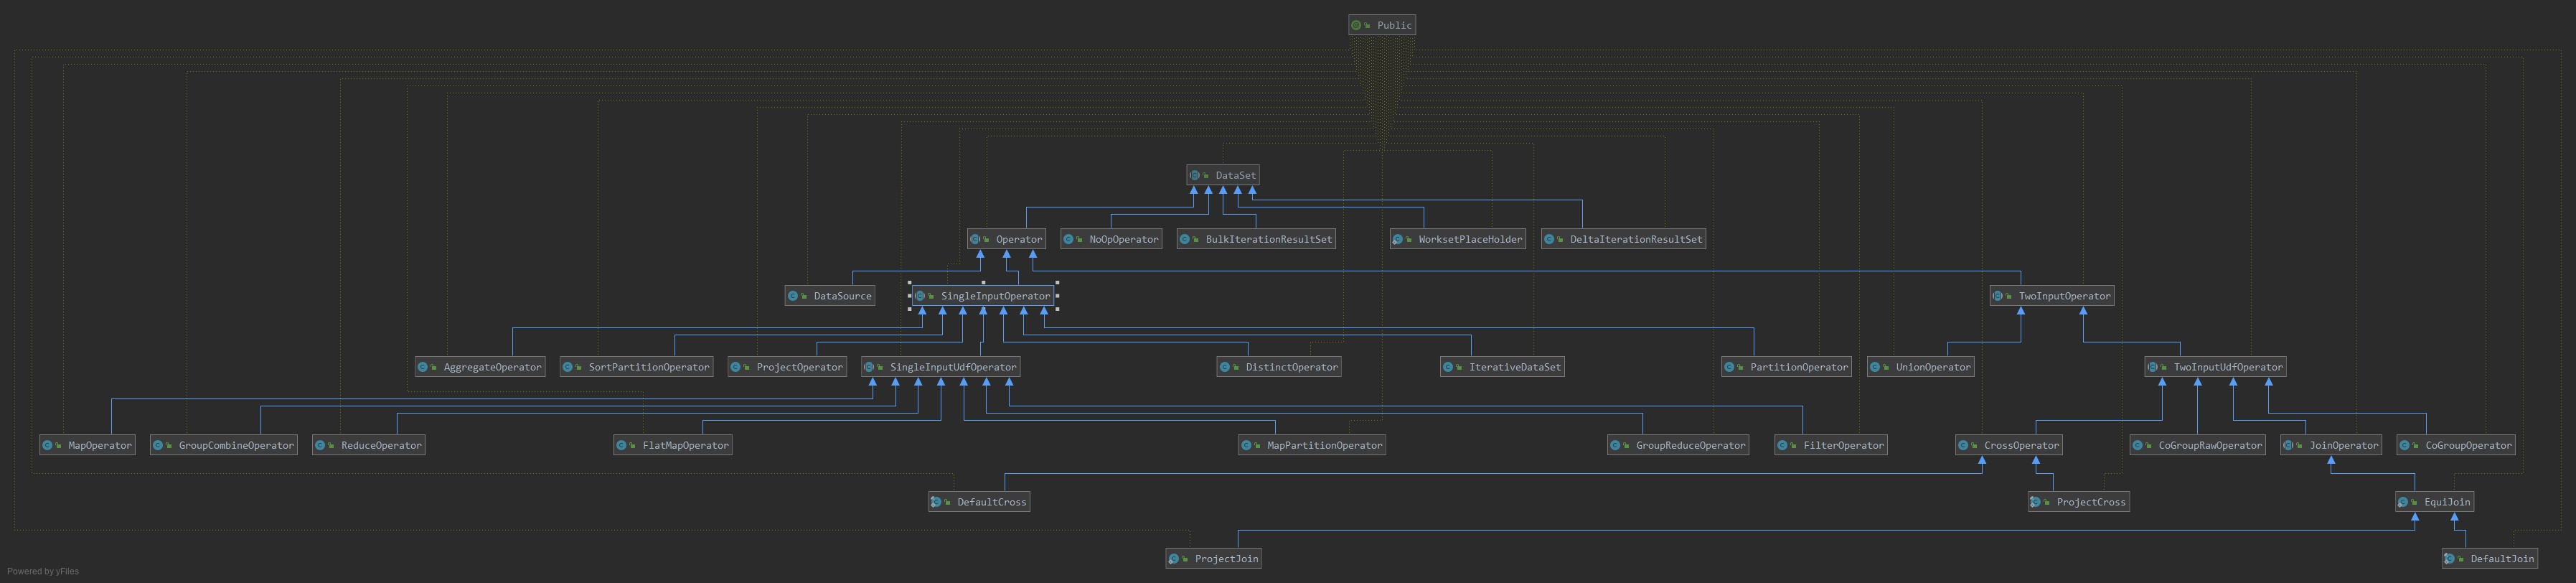 Public
DataSet
Operator
NoOpOperator
BulkIterationResultSet
WorksetPlaceHolder
DeltaIterationResultSet
DataSource
SingleInputOperator
TwoInputOperator
AggregateOperator
SortPartitionOperator
ProjectOperator
SingleInputUdfOperator
DistinctOperator
IterativeDataSet
PartitionOperator
UnionOperator
TwoInputUdfOperator
MapOperator
GroupCombineOperator
ReduceOperator
FlatMapOperator
MapPartitionOperator
GroupReduceOperator
FilterOperator
CrossOperator
CoGroupRawOperator
JoinOperator
CoGroupOperator
DefaultCross
ProjectCross
EquiJoin
ProjectJoin
DefaultJoin
Powered by yFiles